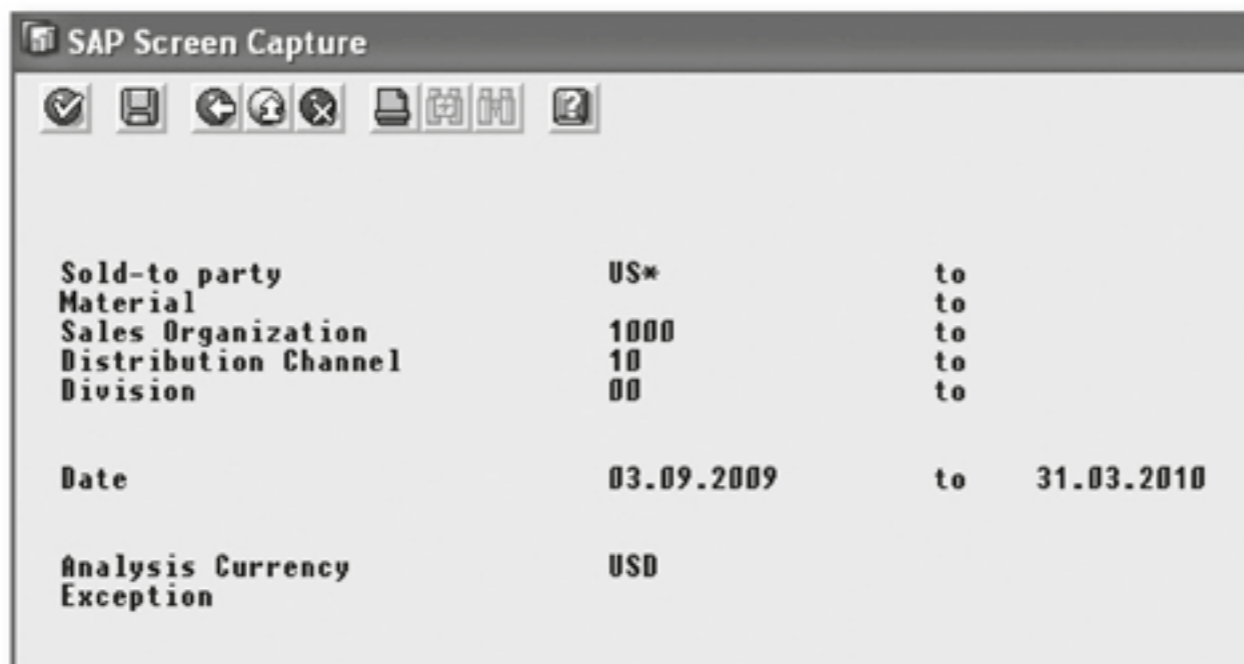 SAP Screen Capture
Sold-to party US* to
Material to
Sales Organization 1000 to
Distribution Channel 10 to
Division 00 to
Date 03.09.2009 to 31.03.2010
Analysis Currency USD
Exception